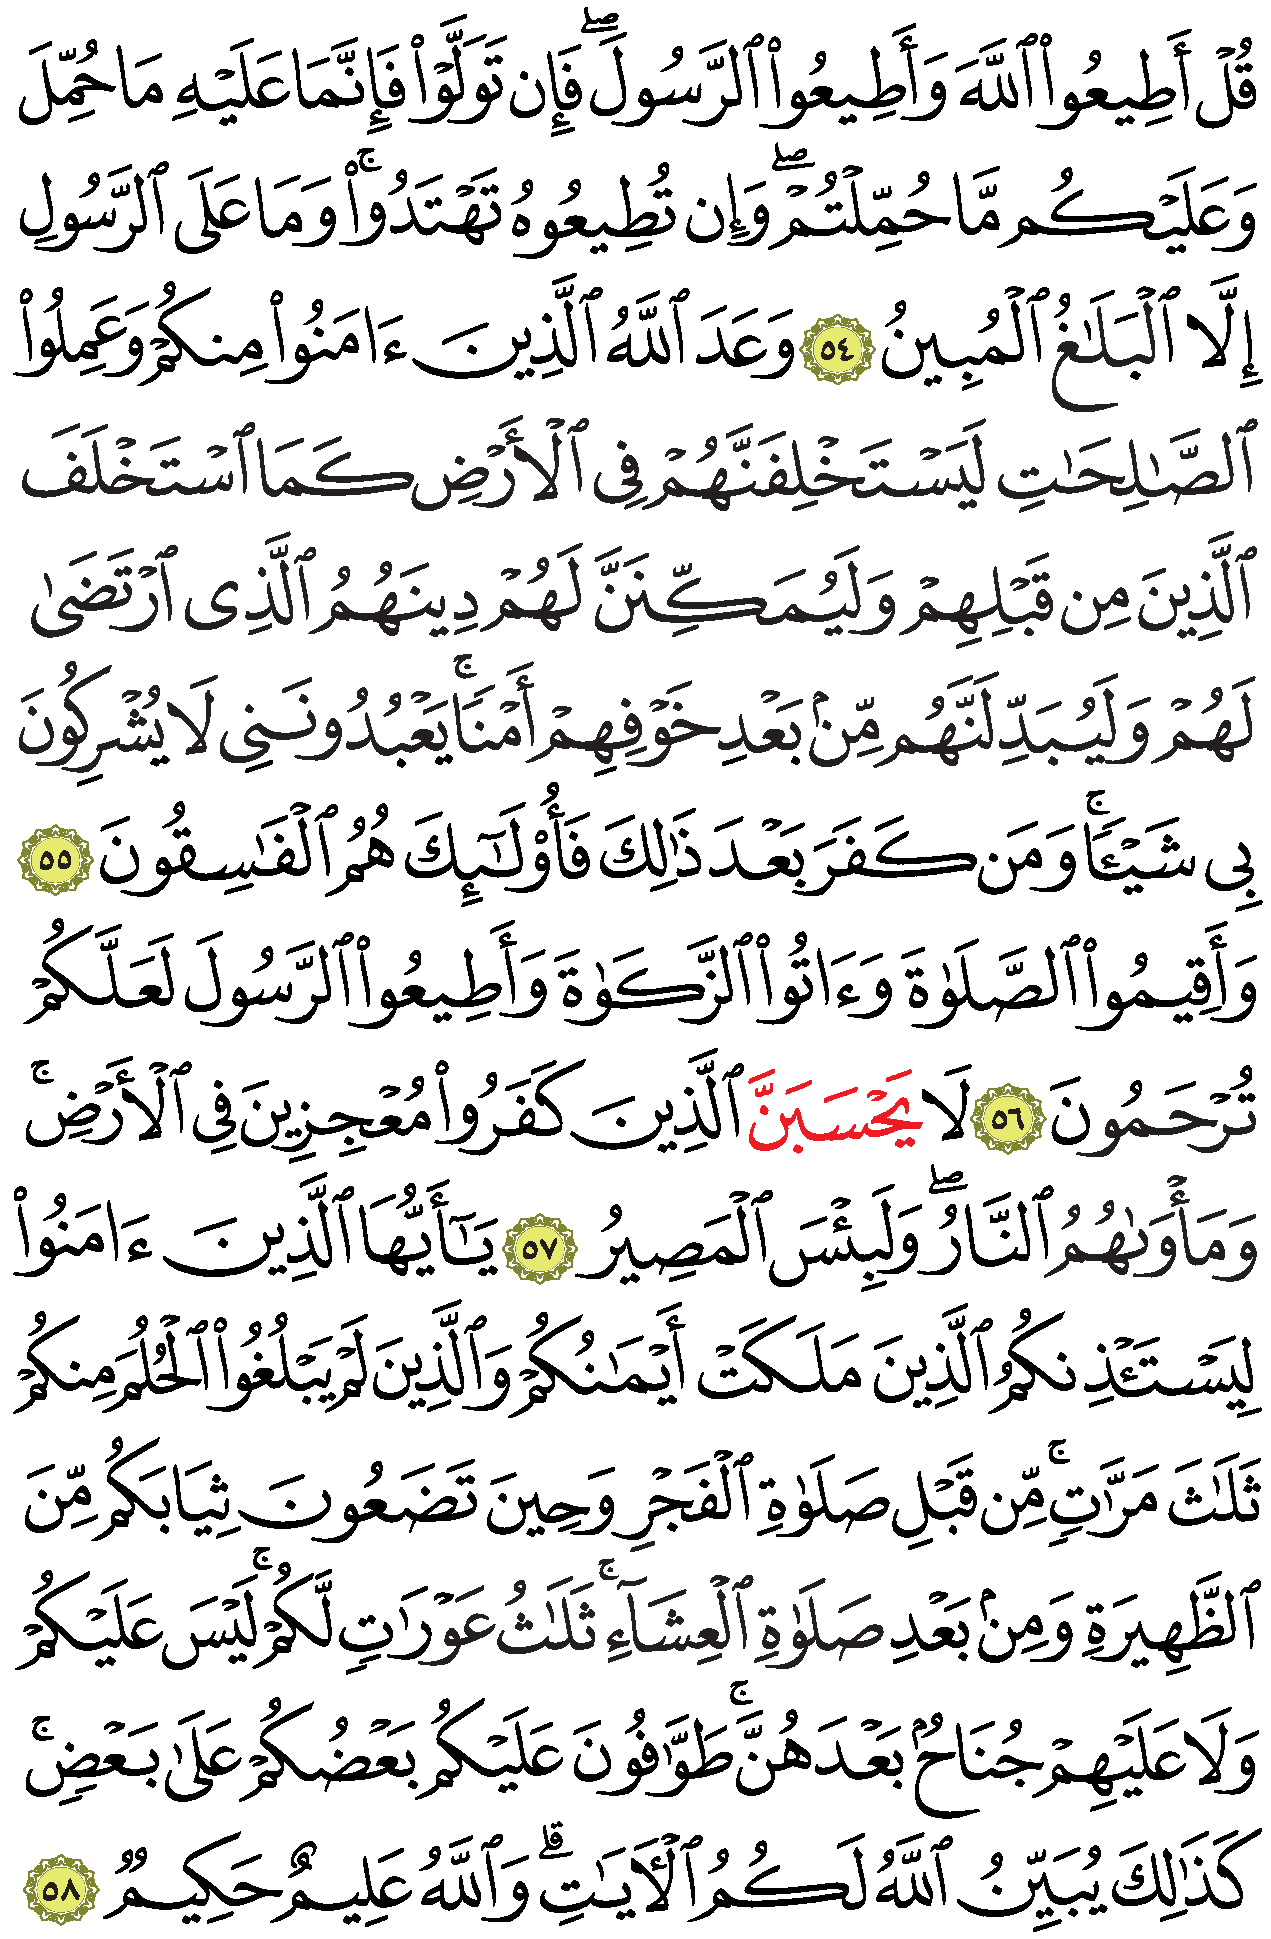 قُلْ أَطِيعُوا۟ ٱللَّهَ وَأَطِيعُوا۟ ٱلرَّسُولَ ۖ فَإِن تَوَلَّوْا۟ فَإِنَّمَا عَلَيْهِ مَا حُمِّلَ
وَعَلَيْكُم مَّا حُمِّلْتُمْ ۖ وَإِن تُطِيعُوهُ تَهْتَدُوا۟ ۚ وَمَا عَلَى ٱلرَّسُولِ
إِلَّا ٱلْبَلَـٰغُ ٱلْمُبِينُ ٥٤ وَعَدَ ٱللَّهُ ٱلَّذِينَ ءَامَنُوا۟ مِنكُمْ وَعَمِلُوا۟
ٱلصَّـٰلِحَـٰتِ لَيَسْتَخْلِفَنَّهُمْ فِى ٱلْأَرْضِ كَمَا ٱسْتَخْلَفَ
ٱلَّذِينَ مِن قَبْلِهِمْ وَلَيُمَكِّنَنَّ لَهُمْ دِينَهُمُ ٱلَّذِى ٱرْتَضَىٰ
لَهُمْ وَلَيُبَدِّلَنَّهُم مِّنۢ بَعْدِ خَوْفِهِمْ أَمْنًا ۚ يَعْبُدُونَنِى لَا يُشْرِكُونَ
بِى شَيْـًٔا ۚ وَمَن كَفَرَ بَعْدَ ذَٰلِكَ فَأُو۟لَـٰٓئِكَ هُمُ ٱلْفَـٰسِقُونَ ٥٥
وَأَقِيمُوا۟ ٱلصَّلَوٰةَ وَءَاتُوا۟ ٱلزَّكَوٰةَ وَأَطِيعُوا۟ ٱلرَّسُولَ لَعَلَّكُمْ
تُرْحَمُونَ ٥٦ لَا يَحْسَبَنَّ ٱلَّذِينَ كَفَرُوا۟ مُعْجِزِينَ فِى ٱلْأَرْضِ ۚ
وَمَأْوَىٰهُمُ ٱلنَّارُ ۖ وَلَبِئْسَ ٱلْمَصِيرُ ٥٧ يَـٰٓأَيُّهَا ٱلَّذِينَ ءَامَنُوا۟
لِيَسْتَـْٔذِنكُمُ ٱلَّذِينَ مَلَكَتْ أَيْمَـٰنُكُمْ وَٱلَّذِينَ لَمْ يَبْلُغُوا۟ ٱلْحُلُمَ مِنكُمْ
ثَلَـٰثَ مَرَّٰتٍ ۚ مِّن قَبْلِ صَلَوٰةِ ٱلْفَجْرِ وَحِينَ تَضَعُونَ ثِيَابَكُم مِّنَ
ٱلظَّهِيرَةِ وَمِنۢ بَعْدِ صَلَوٰةِ ٱلْعِشَآءِ ۚ ثَلَـٰثُ عَوْرَٰتٍ لَّكُمْ ۚ لَيْسَ عَلَيْكُمْ
وَلَا عَلَيْهِمْ جُنَاحٌۢ بَعْدَهُنَّ ۚ طَوَّٰفُونَ عَلَيْكُم بَعْضُكُمْ عَلَىٰ بَعْضٍ ۚ
كَذَٰلِكَ يُبَيِّنُ ٱللَّهُ لَكُمُ ٱلْـَٔايَـٰتِ ۗ وَٱللَّهُ عَلِيمٌ حَكِيمٌ ٥٨